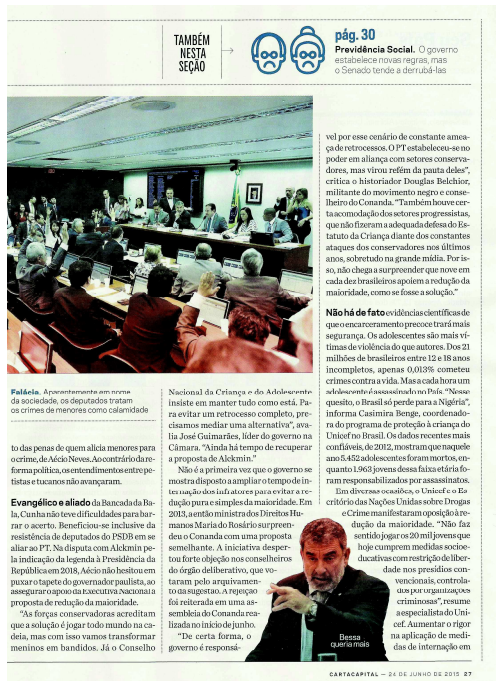 TAMBÉM
NESTA
SEÇÃO
pág. 30
Previdência Social. O governo
estabelece novas regras, mas
o Senado tende a derrubá-las
Falácia. Aparentemente em nome
da sociedade, os deputados tratam
os crimes de menores como calamidade
to das penas de quem alicia menores para
o crime, de Aécio Neves. Ao contrário da re-
forma política, os entendimentos entre pe-
tistas e tucanos não avançaram.
Evangélico e aliado da Bancada da Ba-
la, Cunha não teve dificuldades para bar-
rar o acerto. Beneficiou-se inclusive da
resistência de deputados do PSDB em se
aliar ao PT. Na disputa com Alckmin pe-
la indicação da legenda à Presidência da
República em 2018, Aécio não hesitou em
puxar o tapete do governador paulista, ao
assegurar o apoio da Executiva Nacional à
proposta de redução da maioridade.
"As forças conservadoras acreditam
que a solução é jogar todo mundo na ca-
deia, mas com isso vamos transformar
meninos em bandidos. Já o Conselho
Nacional da Criança e do Adolescente
insiste em manter tudo como está. Pa-
ra evitar um retrocesso completo, pre-
cisamos mediar uma alternativa", ava-
lia José Guimarães, líder do governo na
Câmara. "Ainda há tempo de recuperar
a proposta de Alckmin."
Não é a primeira vez que o governo se
mostra disposto a ampliar o tempo de in-
ternação dos infratores para evitar a re-
dução pura e simples da maioridade. Em
2013, a então ministra dos Direitos Hu-
manos Maria do Rosário surpreen-
deu o Conanda com uma proposta
semelhante. A iniciativa desper-
tou forte objeção nos conselheiros
do órgão deliberativo, que vo-
taram pelo arquivamen-
to da sugestão. A rejeição
foi reiterada em uma as-
sembleia do Conanda rea-
lizada no início de junho.
"De certa forma, o
governo é responsá-
vel por esse cenário de constante amea-
ça de retrocessos. O PT estabeleceu-se no
poder em aliança com setores conserva-
dores, mas virou refém da pauta deles",
critica o historiador Douglas Belchior,
militante do movimento negro e conse-
lheiro do Conanda. "Também houve cer-
ta acomodação dos setores progressistas,
que não fizeram a adequada defesa do Es-
tatuto da Criança diante dos constantes
ataques dos conservadores nos últimos
anos, sobretudo na grande mídia. Por is-
so, não chega a surpreender que nove em
cada dez brasileiros apoiem a redução da
maioridade, como se fosse a solução."
Não há de fato evidências científicas de
que o encarceramento precoce trará mais
segurança. Os adolescentes são mais ví-
timas de violência do que autores. Dos 21
milhões de brasileiros entre 12 e 18 anos
incompletos, apenas 0,013% cometeu
crimes contra a vida. Mas a cada hora um
adolescente é assassinado no País. "Nesse
quesito, o Brasil só perde para a Nigéria",
informa Casimira Benge, coordenado-
ra do programa de proteção à criança do
Unicef no Brasil. Os dados recentes mais
confiáveis, de 2012, mostram que naquele
ano 5.452 adolescentes foram mortos, en-
quanto 1.963 jovens dessa faixa etária fo-
ram responsabilizados por assassinatos.
Em diversas ocasiões, o Unicef e o Es-
critório das Nações Unidas sobre Drogas
e Crime manifestaram oposição à re-
dução da maioridade. "Não faz
sentido jogar os 20 mil jovens que
hoje cumprem medidas socioe-
ducativas com restrição de liber-
dade nos presídios con-
vencionais, controla-
dos por organizações
criminosas", resume
a especialista do Uni-
cef. Aumentar o rigor
na aplicação de medi-
das de internação em
Bessa
queria mais
CARTACAPITAL — 24 DE JUNHO DE 2015 27